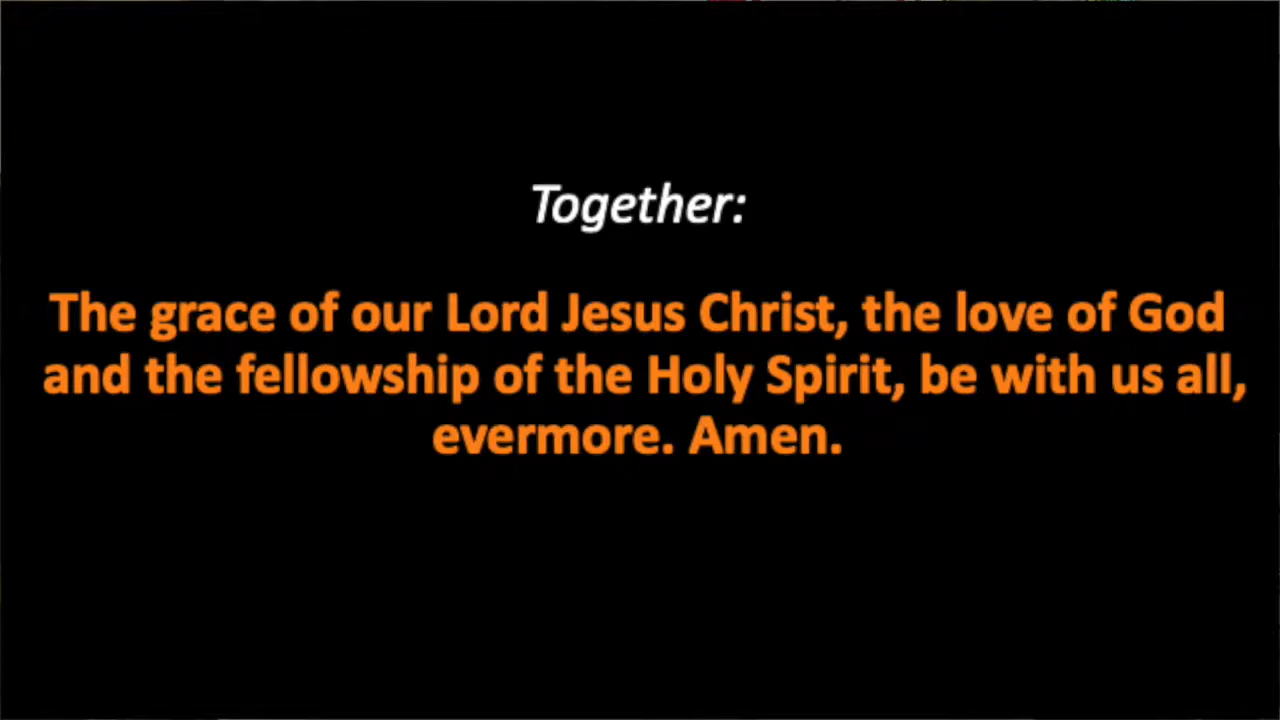 Together:
The grace of our Lord Jesus Christ, the love of God
and the fellowship of the Holy Spirit, be with us all,
evermore. Amen.